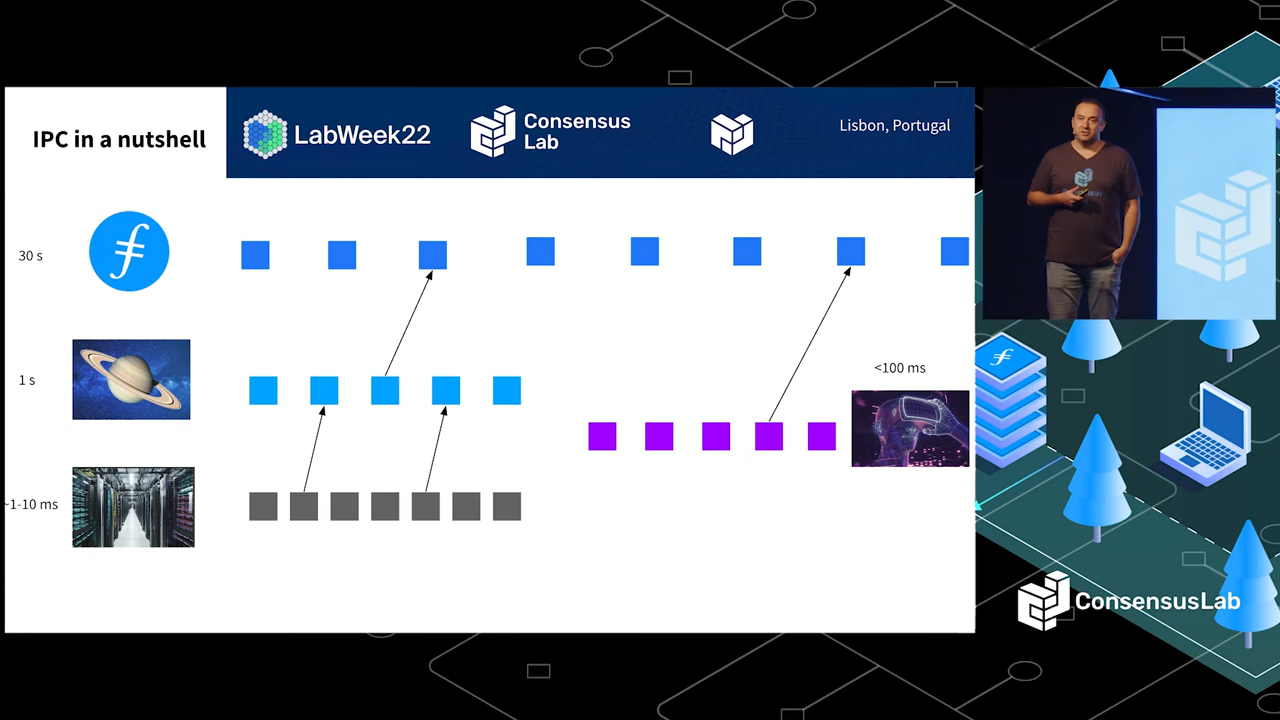 IPC in a nutshell
LabWeek22
Consensus
Lab
Lisbon, Portugal
30 s
1 s
<100 ms
~1-10 ms
ConsensusLab